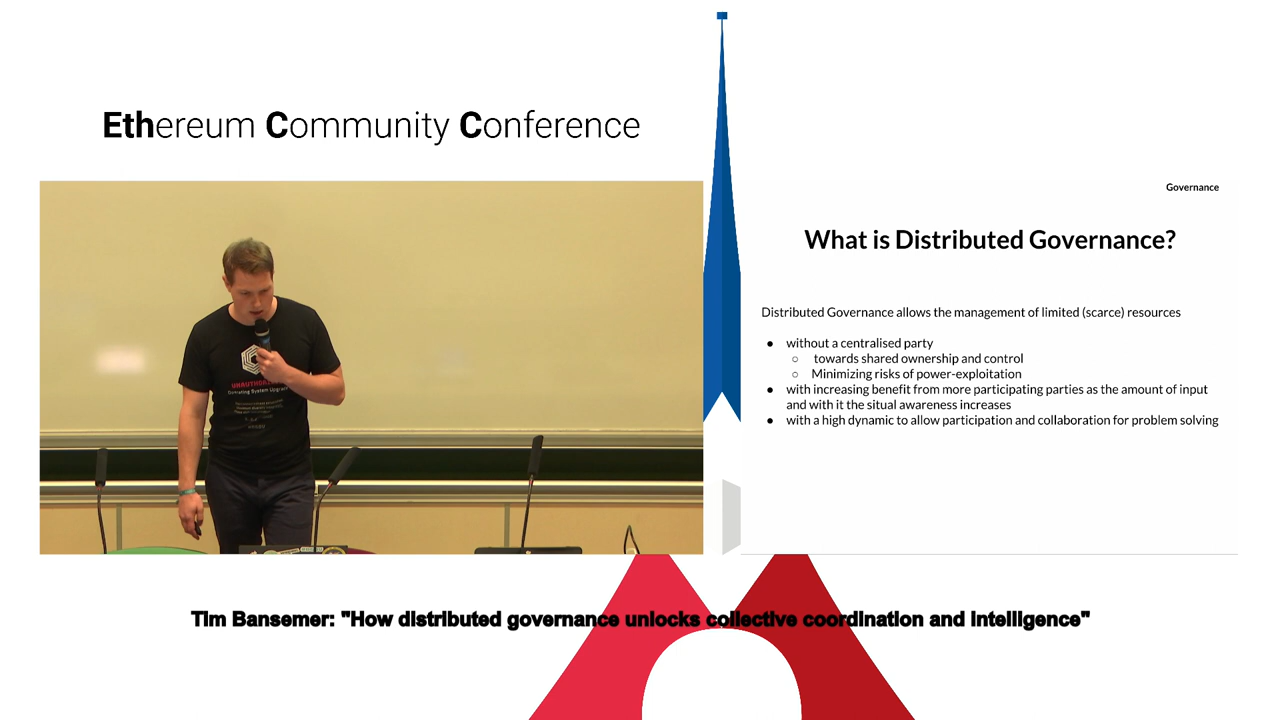 Ethereum Community Conference
Governance
What is Distributed Governance?
Distributed Governance allows the management of limited (scarce) resources
● without a centralised party
○ towards shared ownership and control
○ Minimizing risks of power-exploitation
● with increasing benefit from more participating parties as the amount of input
and with it the situal awareness increases
● with a high dynamic to allow participation and collaboration for problem solving
Operating System Upgrade
Tim Bansemer: "How distributed governance unlocks collective coordination and intelligence"